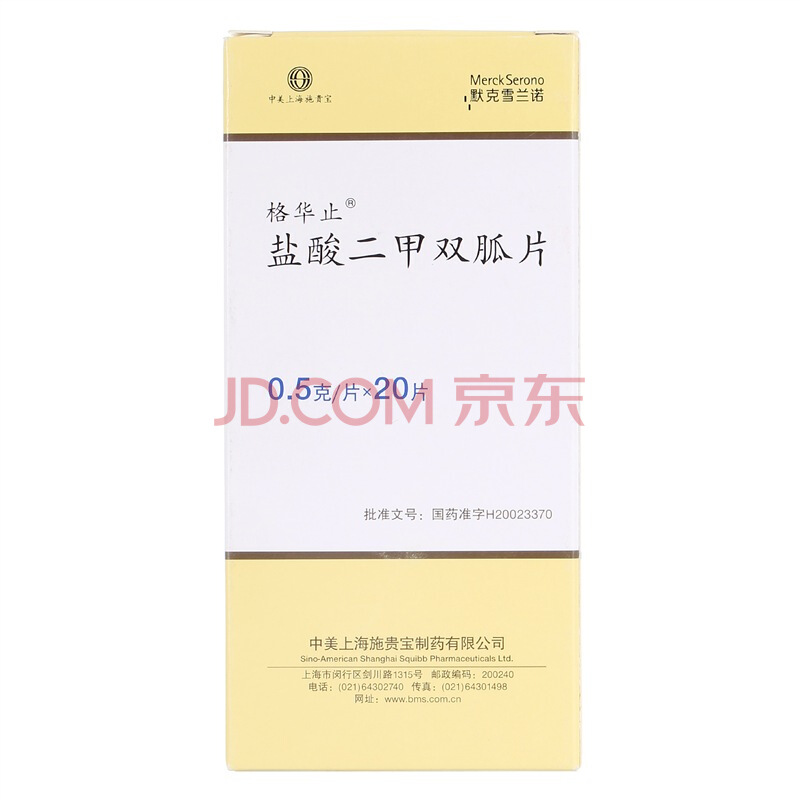 中美上海施贵宝
MerckSerono
默克雪兰诺
格华止®
盐酸二甲双胍片
0.5克/片×20片
JD.COM 京东
批准文号：国药准字H20023370
中美上海施贵宝制药有限公司
Sino-American Shanghai Squibb Pharmaceuticals Ltd.
上海市闵行区剑川路1315号 邮政编码：200240
电话：(021)64302740 传真：(021)64301498
网址：www.bms.com.cn